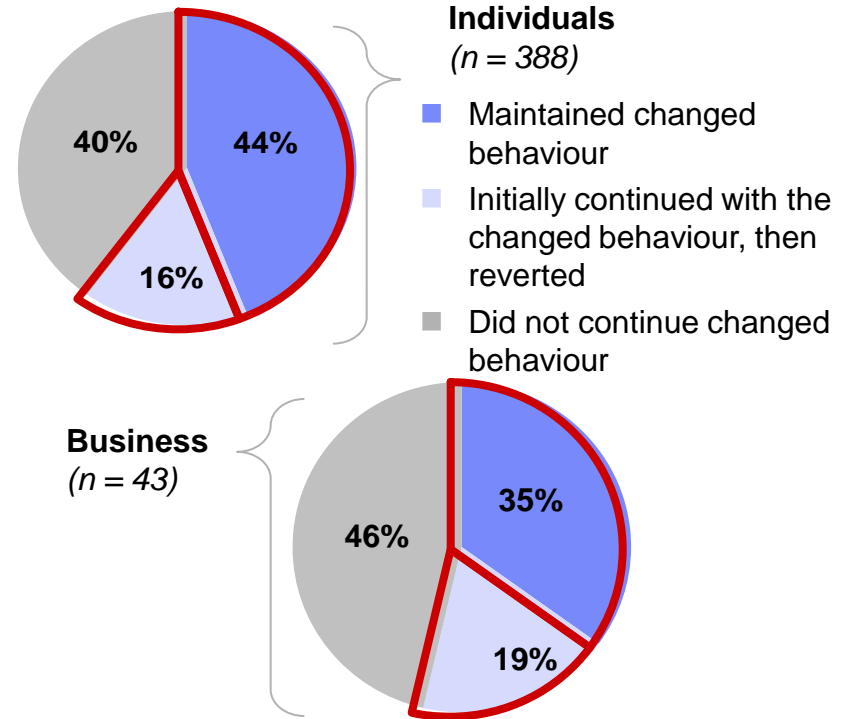 Individuals
(n = 388)
40%
44%
16%
Maintained changed
behaviour
Initially continued with the
changed behaviour, then
reverted
Did not continue changed
behaviour
Business
(n = 43)
46%
35%
19%